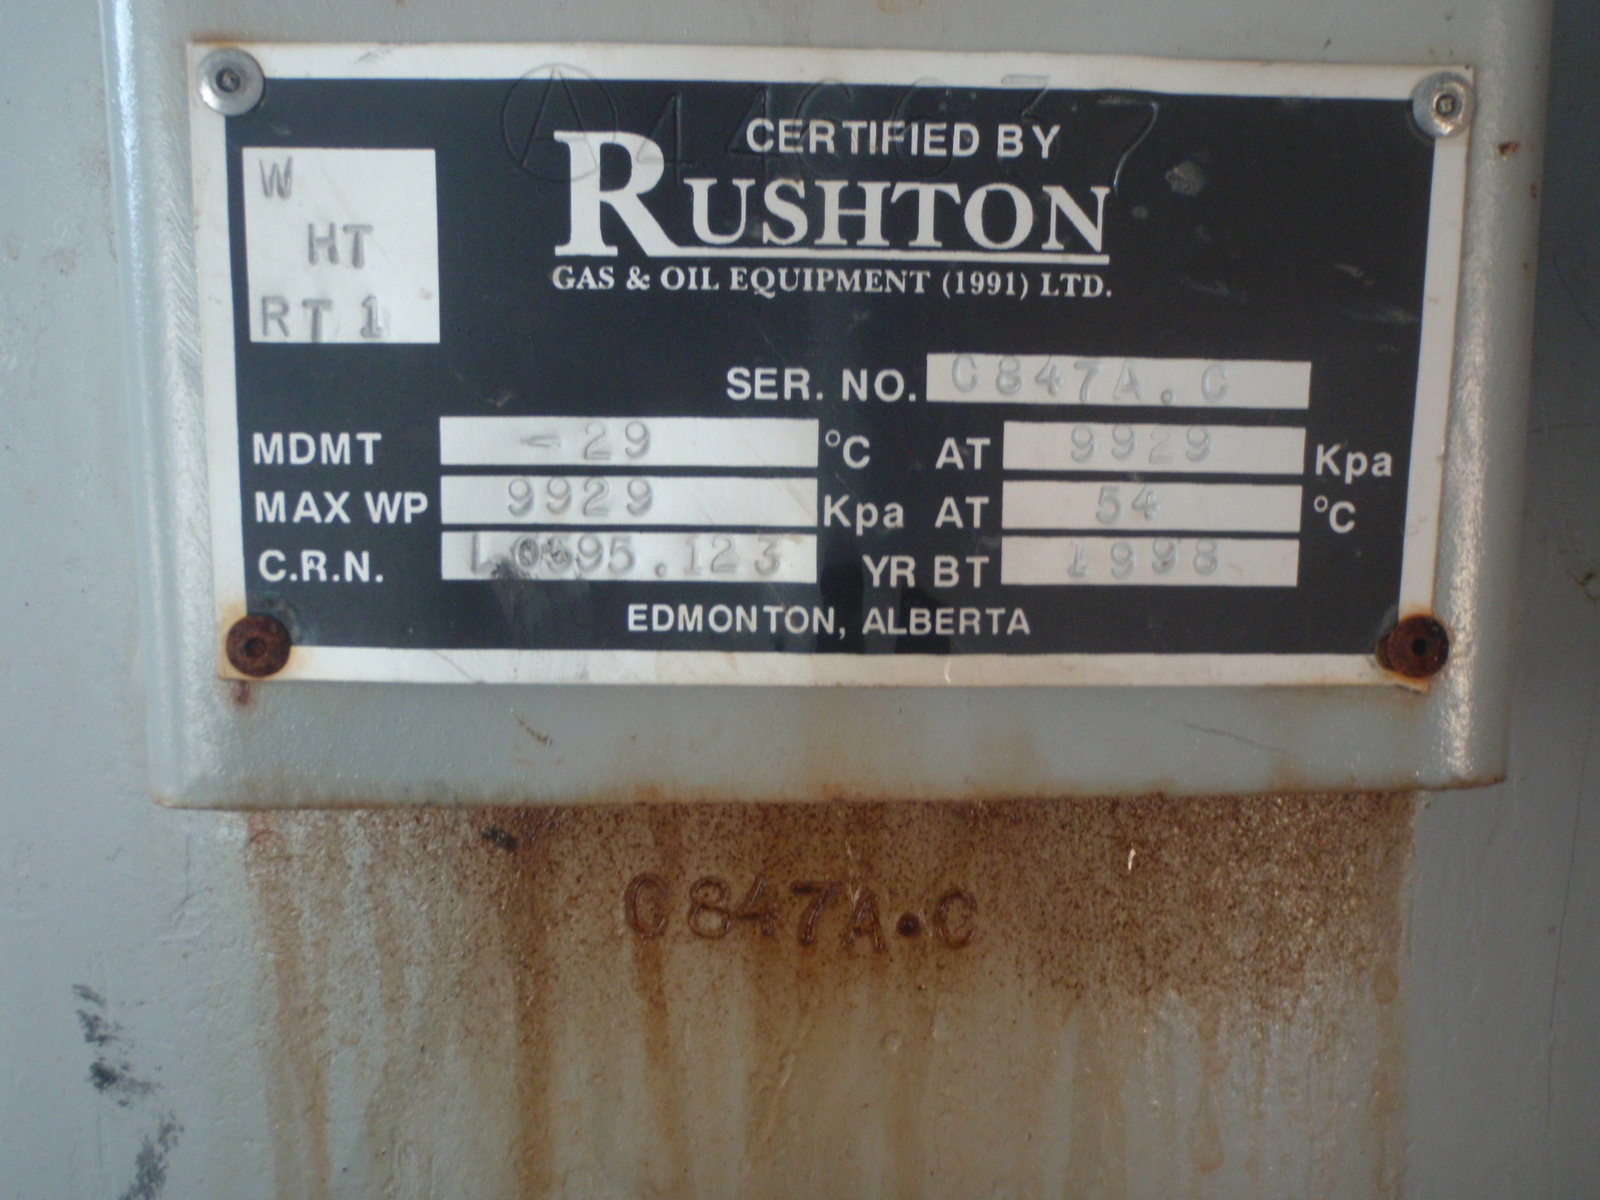 A446637
CERTIFIED BY
RUSHTON
GAS & OIL EQUIPMENT (1991) LTD.
W
HT
RT 1
SER. NO. C847A.C
MDMT -29 °C AT 9929 Kpa
MAX WP 9929 Kpa AT 54 °C
C.R.N. YR BT 1998
EDMONTON, ALBERTA
C847A•C